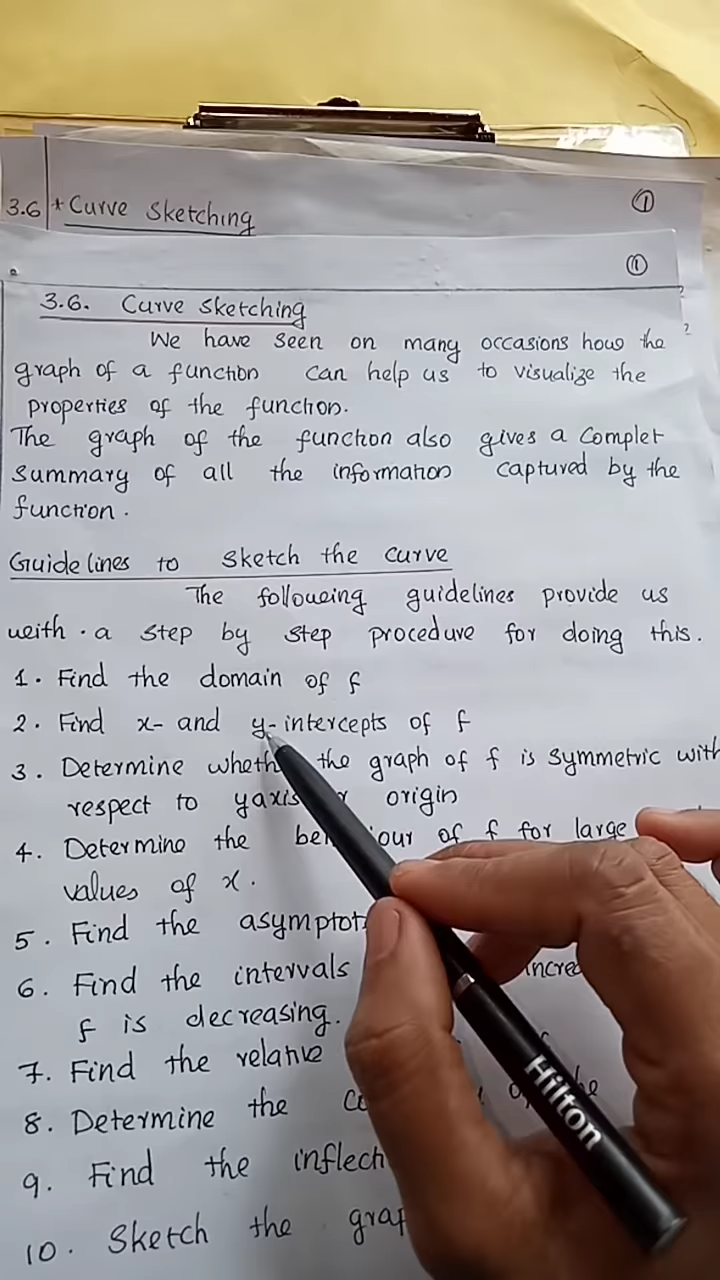 3.6 * Curve Sketching ①
①
3.6. Curve Sketching
We have seen on many occasions how the
graph of a function can help us to visualize the
properties of the function.
The graph of the function also gives a Complet
Summary of all the information captured by the
function.
Guidelines to sketch the curve
The following guidelines provide us
with a step by step procedure for doing this.
1. Find the domain of f
2. Find x- and y-intercepts of f
3. Determine the graph of f is Symmetric with
respect to yaxis origin
4. Determine the of f for large
values of x.
5. Find the
6. Find the intervals
f is decreasing.
7. Find the relative
8. Determine the
9. Find the
10. Sketch the
Hilton